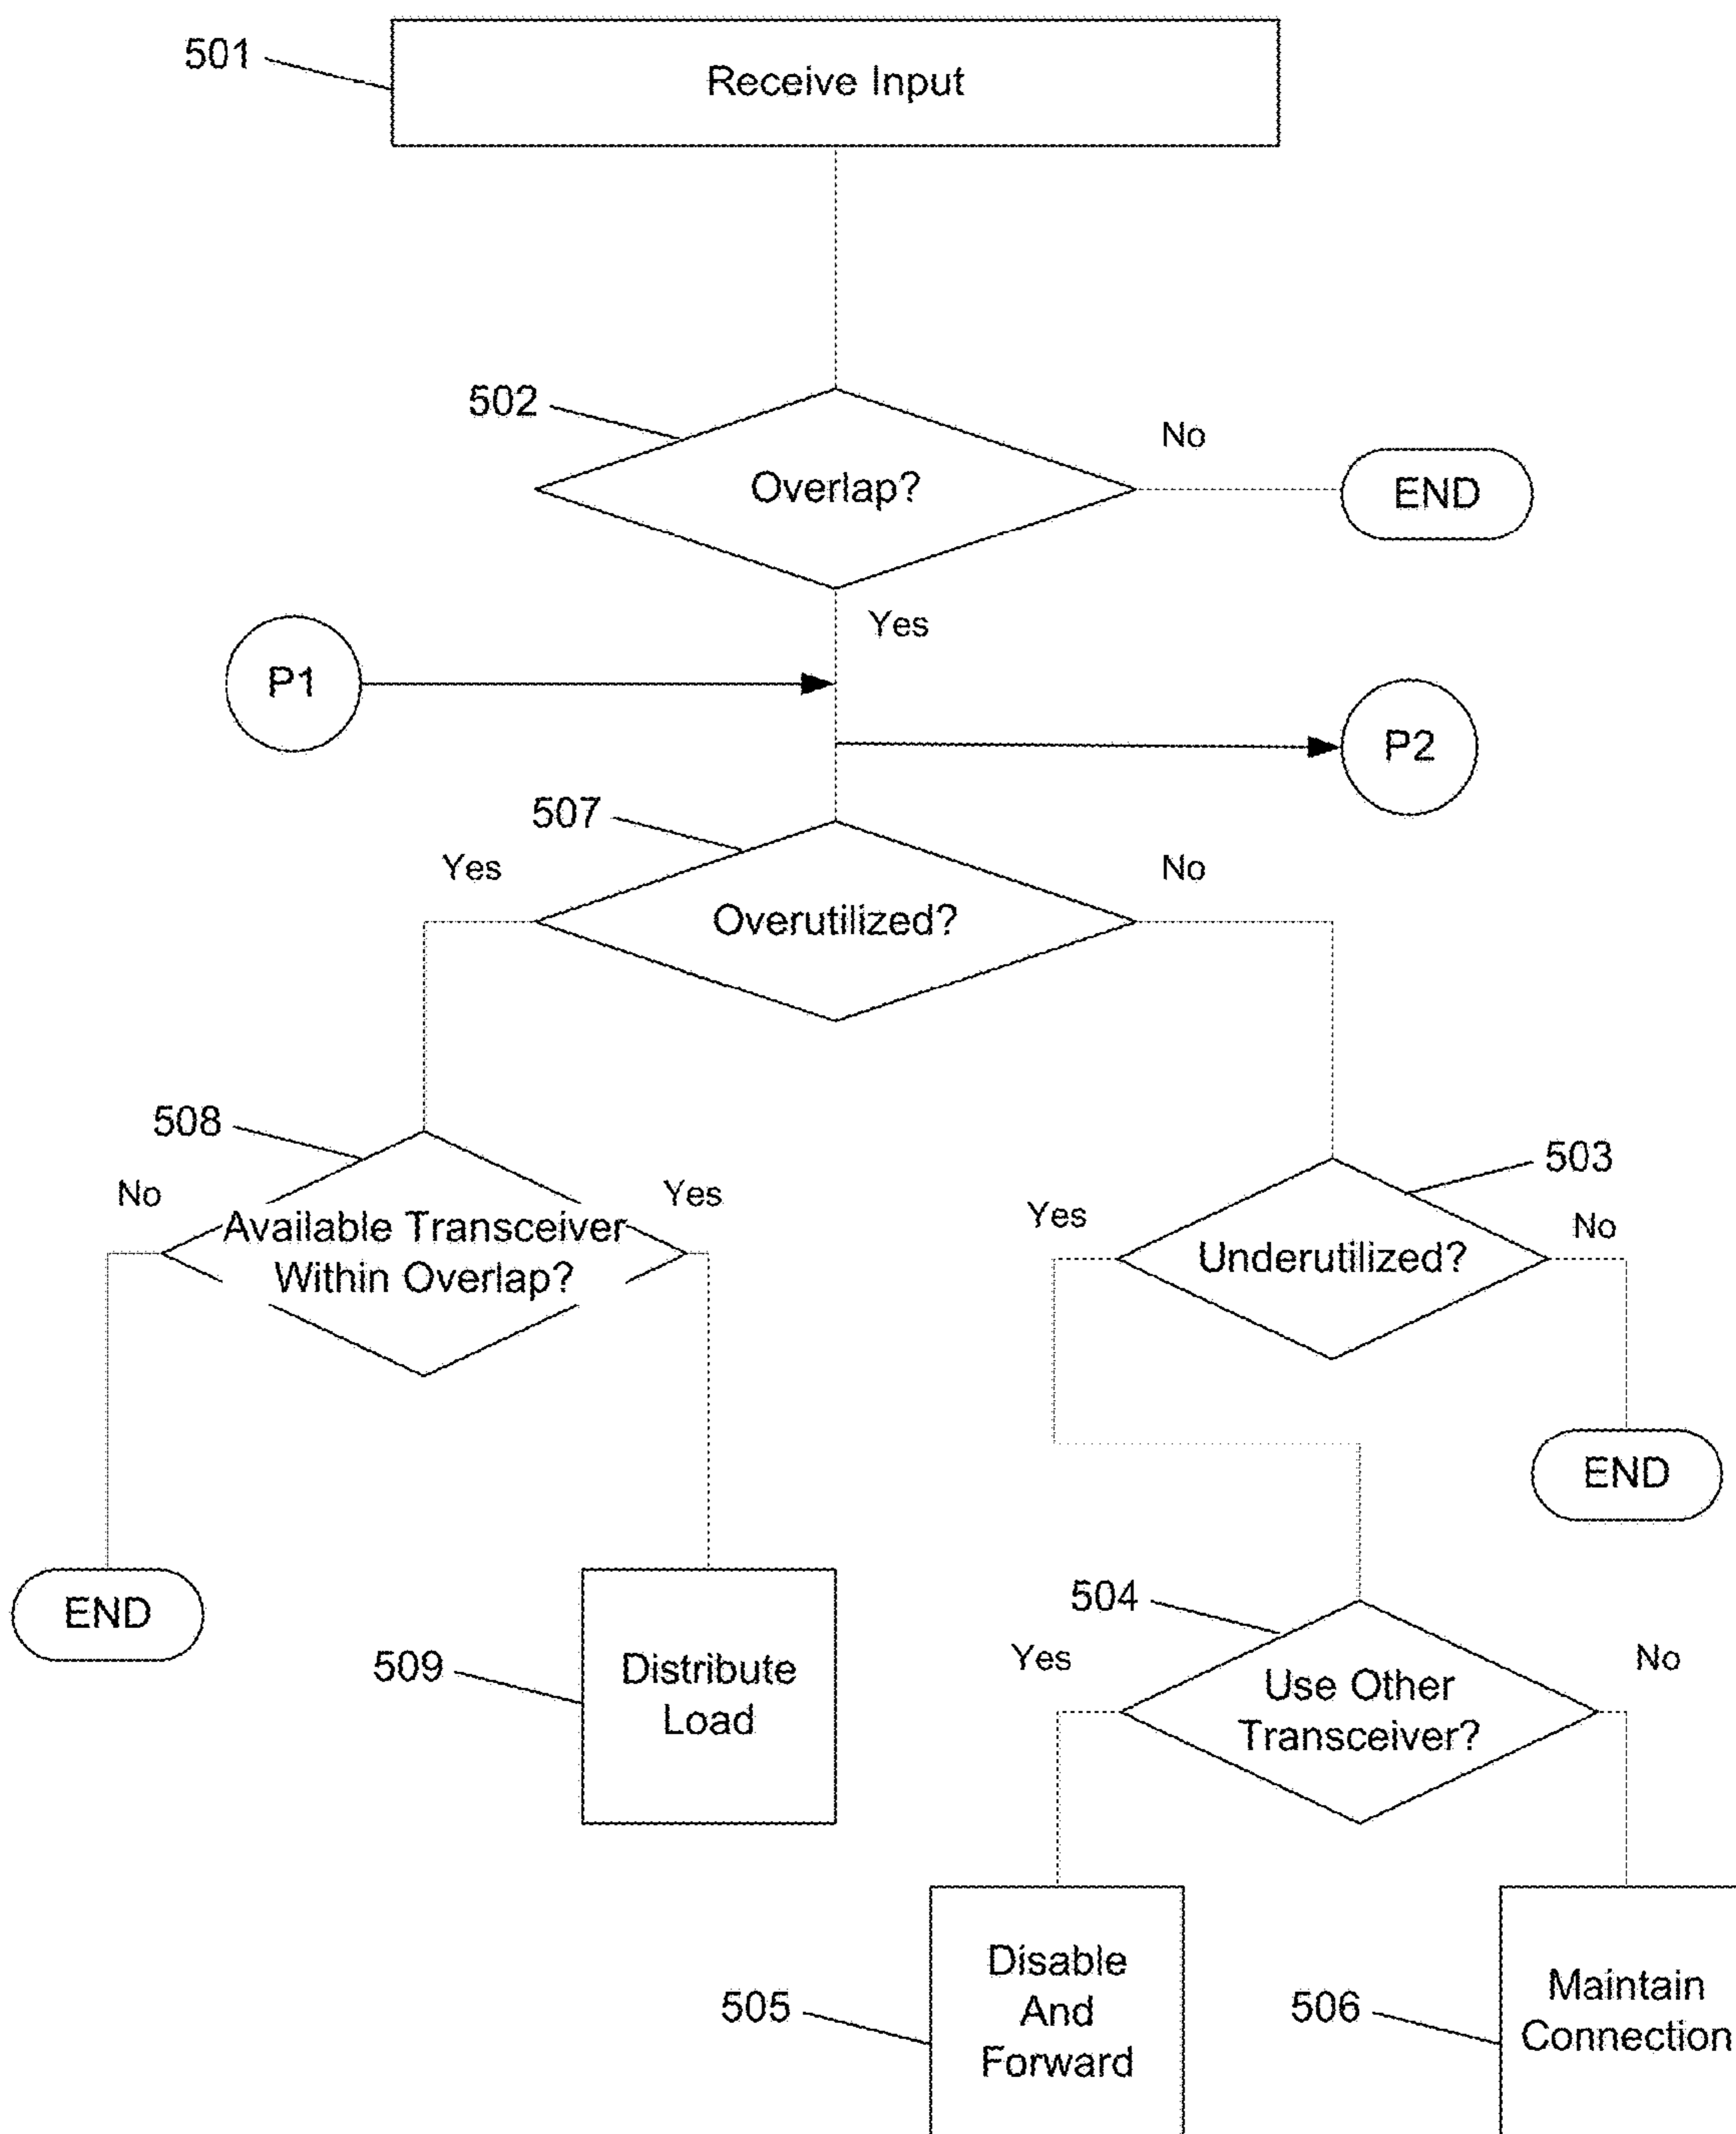 501
Receive Input
502
No
Overlap?
END
Yes
P1
P2
507
Yes
No
Overutilized?
508
503
No
Yes
Yes
No
Available Transceiver
Within Overlap?
Underutilized?
END
END
504
Yes
No
509
Distribute
Load
Use Other
Transceiver?
505
Disable
And
Forward
506
Maintain
Connection